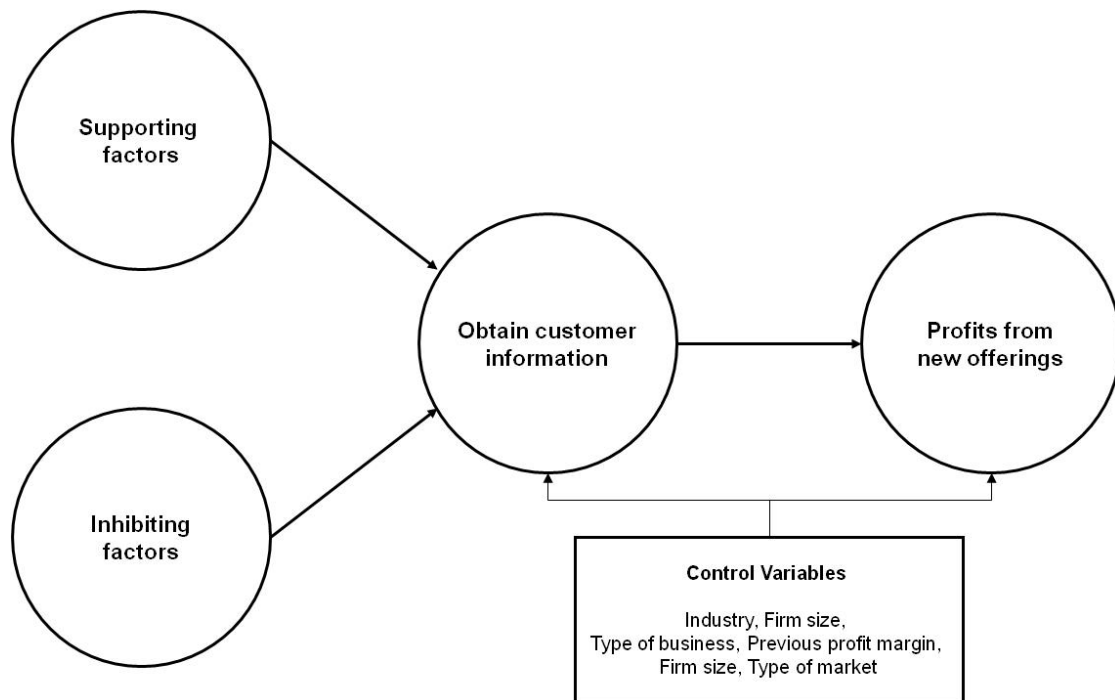 Supporting
factors
Obtain customer
information
Profits from
new offerings
Inhibiting
factors
Control Variables
Industry, Firm size,
Type of business, Previous profit margin,
Firm size, Type of market